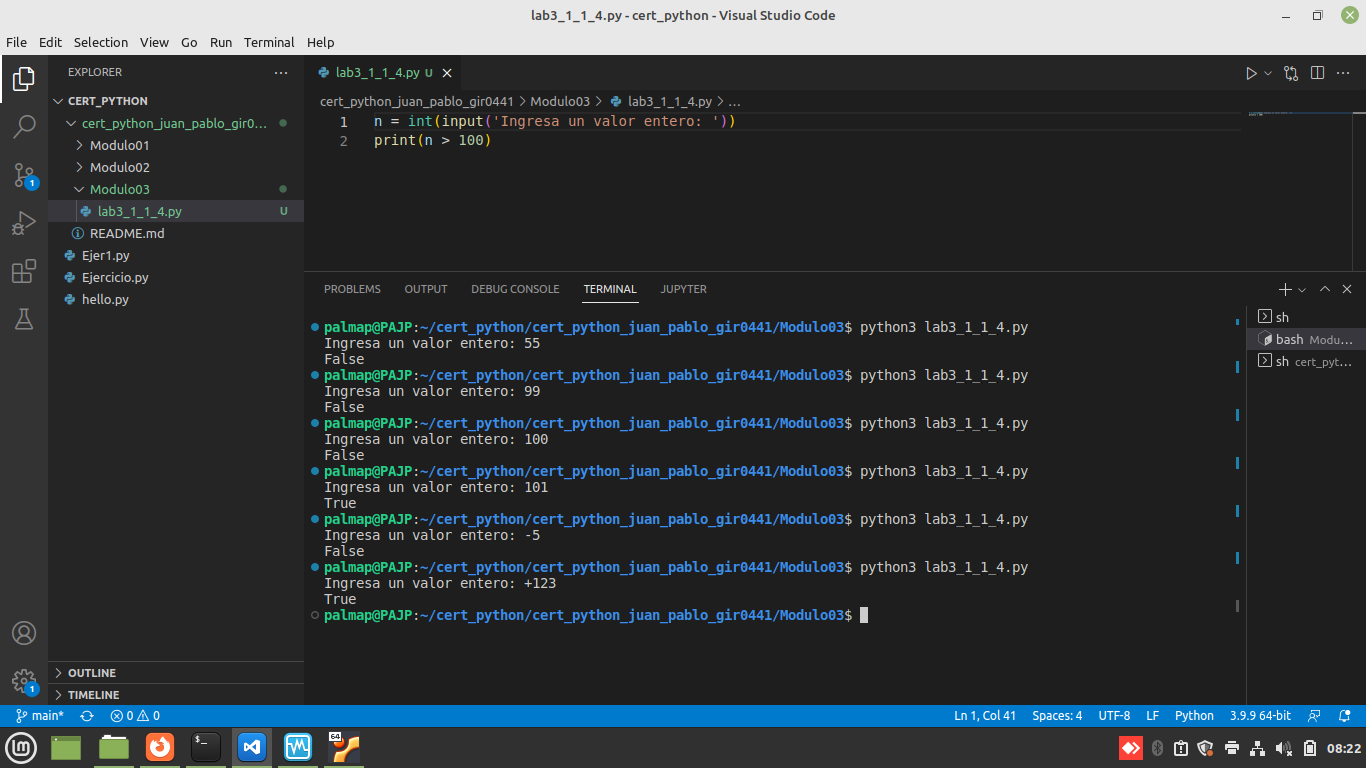 lab3_1_1_4.py - cert_python - Visual Studio Code
File Edit Selection View Go Run Terminal Help
EXPLORER
CERT_PYTHON
cert_python_juan_pablo_gir0...
Modulo01
Modulo02
Modulo03
lab3_1_1_4.py U
README.md
Ejer1.py
Ejercicio.py
hello.py
OUTLINE
TIMELINE
lab3_1_1_4.py U
cert_python_juan_pablo_gir0441 > Modulo03 > lab3_1_1_4.py > ...
1 n = int(input('Ingresa un valor entero: '))
2 print(n > 100)
PROBLEMS OUTPUT DEBUG CONSOLE TERMINAL JUPYTER
palmap@PAJP:~/cert_python/cert_python_juan_pablo_gir0441/Modulo03$ python3 lab3_1_1_4.py
Ingresa un valor entero: 55
False
palmap@PAJP:~/cert_python/cert_python_juan_pablo_gir0441/Modulo03$ python3 lab3_1_1_4.py
Ingresa un valor entero: 99
False
palmap@PAJP:~/cert_python/cert_python_juan_pablo_gir0441/Modulo03$ python3 lab3_1_1_4.py
Ingresa un valor entero: 100
False
palmap@PAJP:~/cert_python/cert_python_juan_pablo_gir0441/Modulo03$ python3 lab3_1_1_4.py
Ingresa un valor entero: 101
True
palmap@PAJP:~/cert_python/cert_python_juan_pablo_gir0441/Modulo03$ python3 lab3_1_1_4.py
Ingresa un valor entero: -5
False
palmap@PAJP:~/cert_python/cert_python_juan_pablo_gir0441/Modulo03$ python3 lab3_1_1_4.py
Ingresa un valor entero: +123
True
palmap@PAJP:~/cert_python/cert_python_juan_pablo_gir0441/Modulo03$
sh
bash Modu...
sh cert_pyt...
1
1
main* 0 0 Ln 1, Col 41 Spaces: 4 UTF-8 LF Python 3.9.9 64-bit
64
08:22